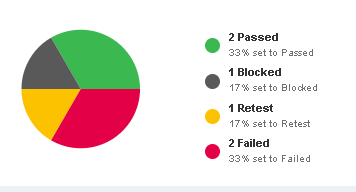 2 Passed
33% set to Passed
1 Blocked
17% set to Blocked
1 Retest
17% set to Retest
2 Failed
33% set to Failed